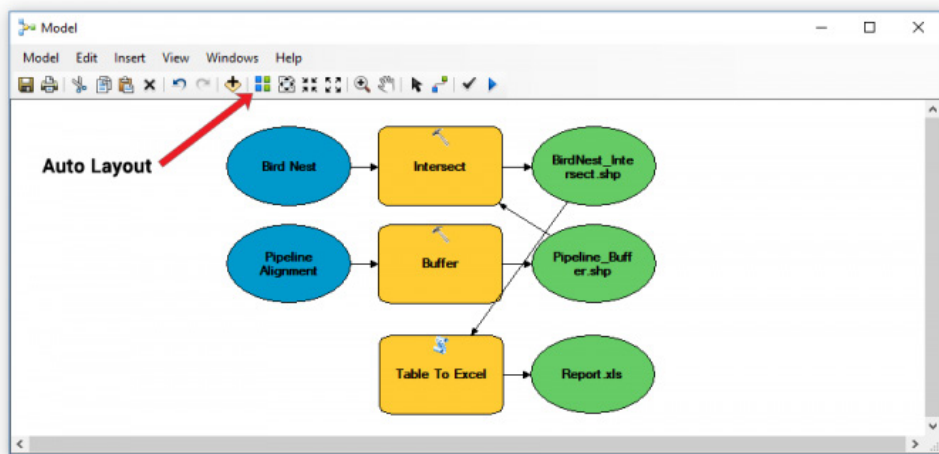 Model
Model Edit Insert View Windows Help
Auto Layout
Bird Nest
Intersect
BirdNest_Inte
rsect.shp
Pipeline
Alignment
Buffer
Pipeline_Buff
er.shp
Table To Excel
Report.xls